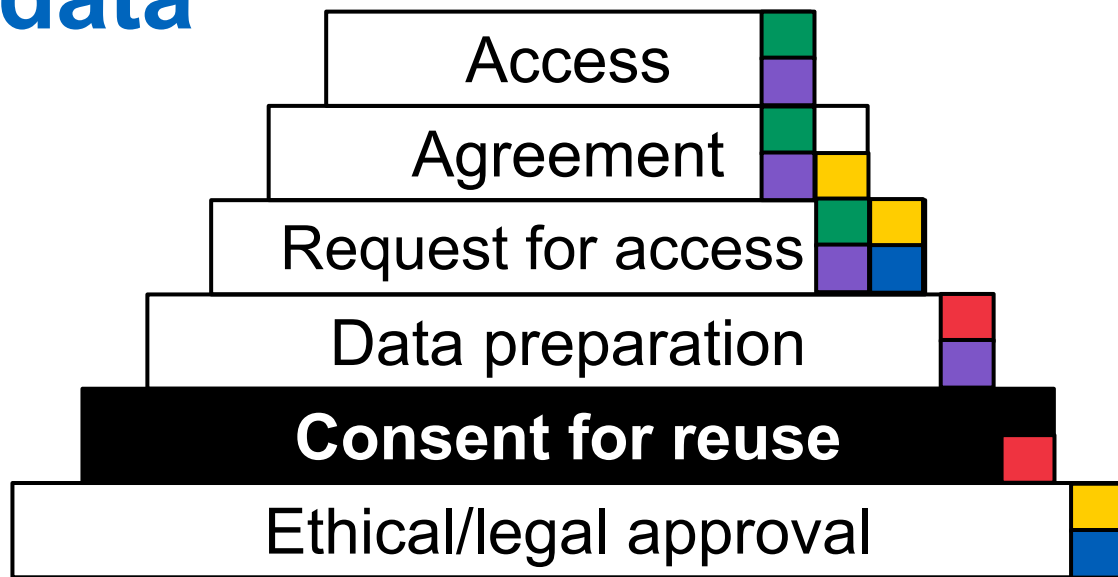 data
Access
Agreement
Request for access
Data preparation
Consent for reuse
Ethical/legal approval